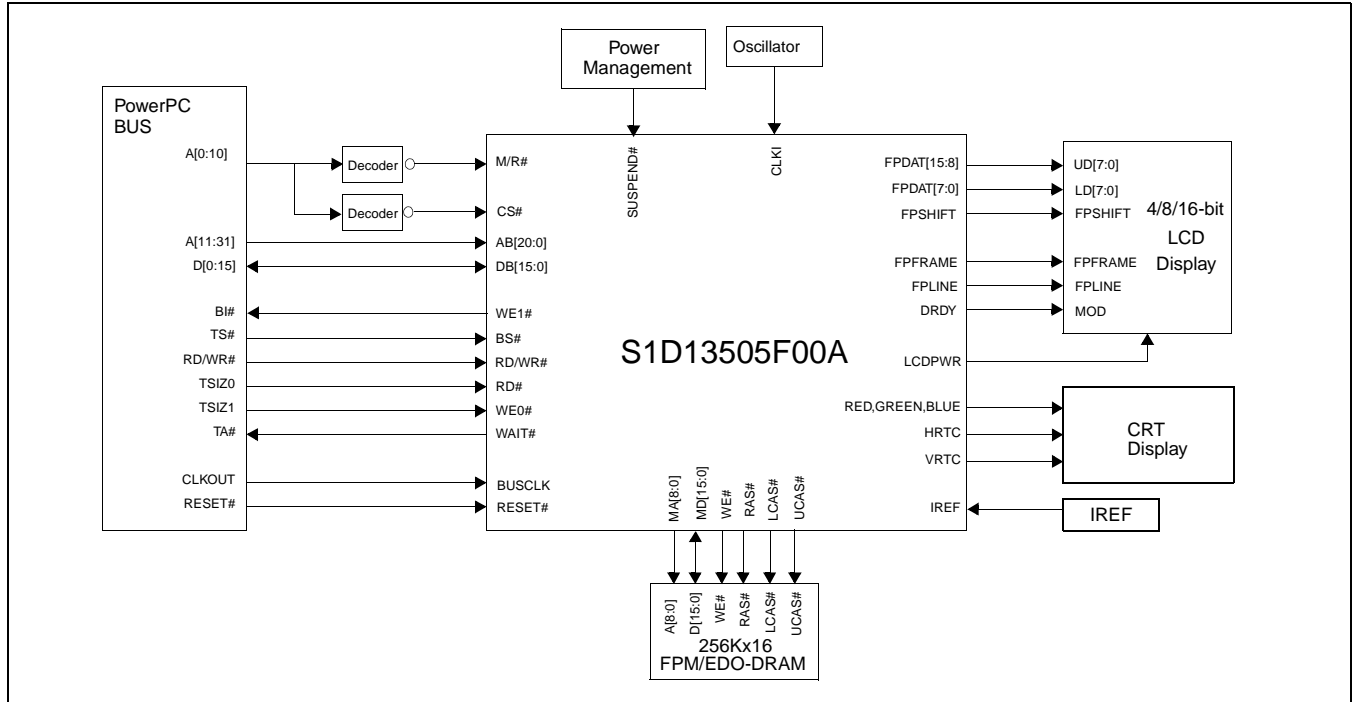 Power
Management
Oscillator
PowerPC
BUS
A[0:10]
Decoder
Decoder
A[11:31]
D[0:15]
BI#
TS#
RD/WR#
TSIZ0
TSIZ1
TA#
CLKOUT
RESET#
M/R#
CS#
AB[20:0]
DB[15:0]
WE1#
BS#
RD/WR#
RD#
WE0#
WAIT#
BUSCLK
RESET#
SUSPEND#
CLKI
S1D13505F00A
FPDAT[15:8]
FPDAT[7:0]
FPSHIFT
FPFRAME
FPLINE
DRDY
LCDPWR
RED,GREEN,BLUE
HRTC
VRTC
IREF
UD[7:0]
LD[7:0]
FPSHIFT
FPFRAME
FPLINE
MOD
4/8/16-bit
LCD
Display
CRT
Display
IREF
MA[8:0]
MD[15:0]
WE#
RAS#
LCAS#
UCAS#
A[8:0]
D[15:0]
WE#
RAS#
LCAS#
UCAS#
256Kx16
FPM/EDO-DRAM